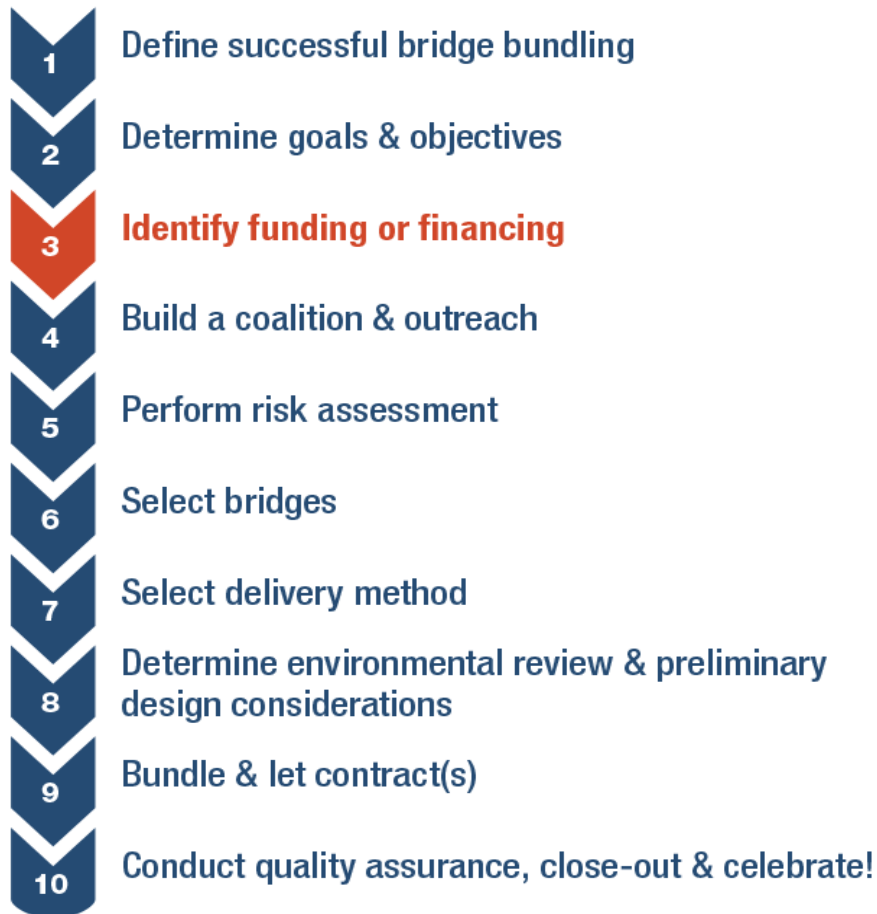 1 Define successful bridge bundling
2 Determine goals & objectives
3 Identify funding or financing
4 Build a coalition & outreach
5 Perform risk assessment
6 Select bridges
7 Select delivery method
8 Determine environmental review & preliminary
design considerations
9 Bundle & let contract(s)
10 Conduct quality assurance, close-out & celebrate!